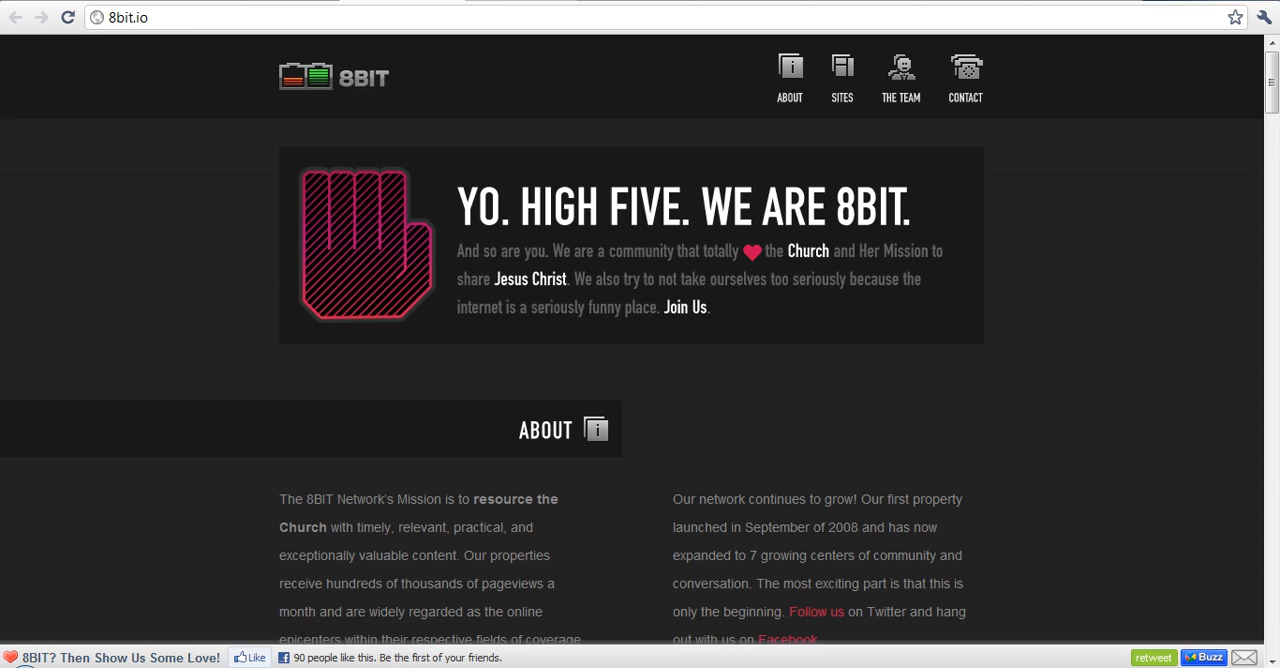 8bit.io
8BIT
ABOUT
SITES
THE TEAM
CONTACT
YO. HIGH FIVE. WE ARE 8BIT.
And so are you. We are a community that totally the Church and Her Mission to
share Jesus Christ. We also try to not take ourselves too seriously because the
internet is a seriously funny place. Join Us.
ABOUT
The 8BIT Network's Mission is to resource the
Church with timely, relevant, practical, and
exceptionally valuable content. Our properties
receive hundreds of thousands of pageviews a
month and are widely regarded as the online
epicenters within their respective fields of coverage
Our network continues to grow! Our first property
launched in September of 2008 and has now
expanded to 7 growing centers of community and
conversation. The most exciting part is that this is
only the beginning. Follow us on Twitter and hang
out with us on Facebook
8BIT? Then Show Us Some Love!
Like
90 people like this. Be the first of your friends.
retweet
Buzz